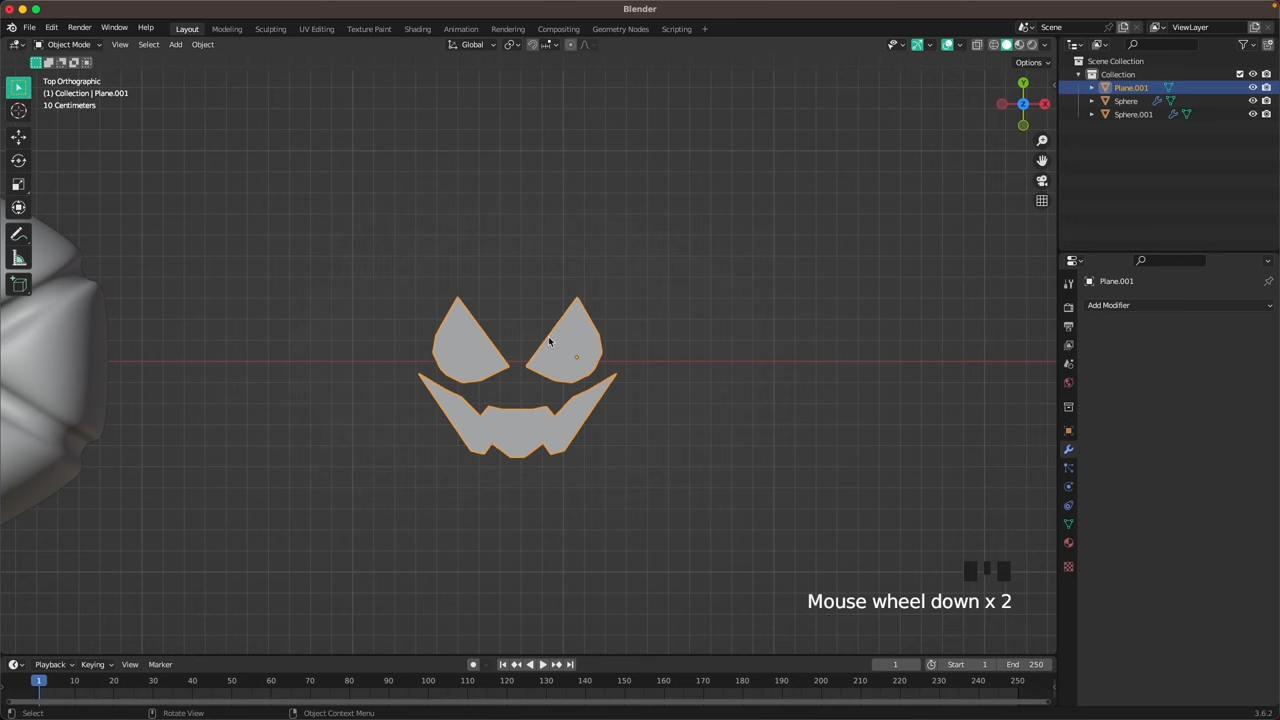 Blender
File Edit Render Window Help Layout Modeling Sculpting UV Editing Texture Paint Shading Animation Rendering Compositing Geometry Nodes Scripting + Scene ViewLayer
Object Mode View Select Add Object Global
Options
Top Orthographic
(1) Collection | Plane.001
10 Centimeters
Y
Z
X
Scene Collection
Collection
Plane.001
Sphere
Sphere.001
Plane.001
Add Modifier
Mouse wheel down x 2
Playback Keying View Marker 1 Start 1 End 250
1 10 20 30 40 50 60 70 80 90 100 110 120 130 140 150 160 170 180 190 200 210 220 230 240 250
Select Rotate View Object Context Menu 3.6.2